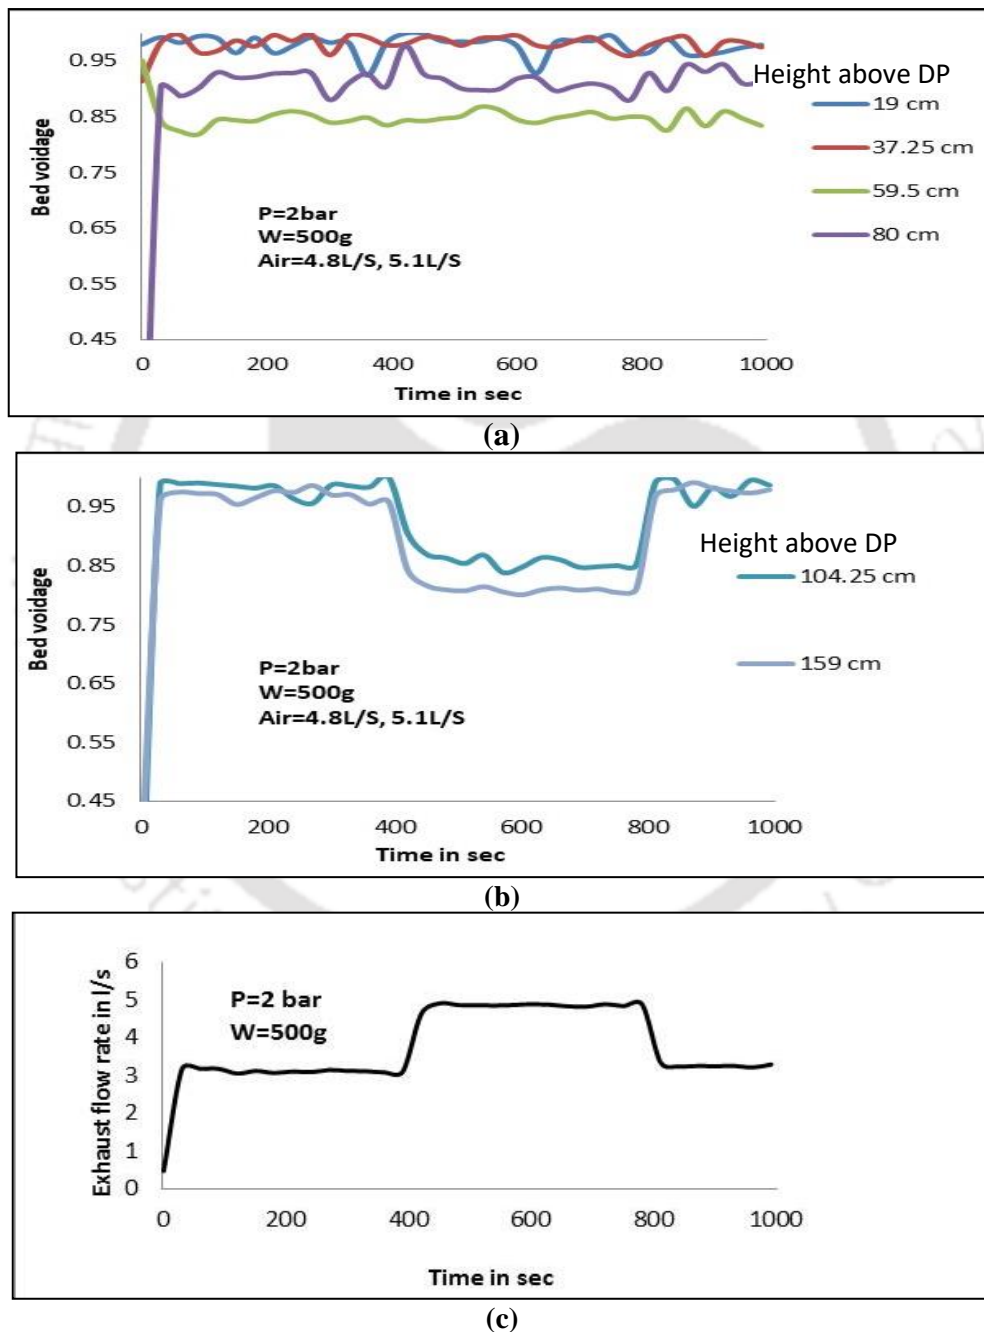 0.95
0.85
0.75
0.65
0.55
0.45
Bed voidage
P=2bar
W=500g
Air=4.8L/S, 5.1L/S
Height above DP
19 cm
37.25 cm
59.5 cm
80 cm
0 200 400 600 800 1000
Time in sec
(a)
0.95
0.85
0.75
0.65
0.55
0.45
Bed voidage
P=2bar
W=500g
Air=4.8L/S, 5.1L/S
Height above DP
104.25 cm
159 cm
0 200 400 600 800 1000
Time in sec
(b)
6
5
4
3
2
1
0
Exhaust flow rate in l/s
P=2 bar
W=500g
0 200 400 600 800 1000
Time in sec
(c)